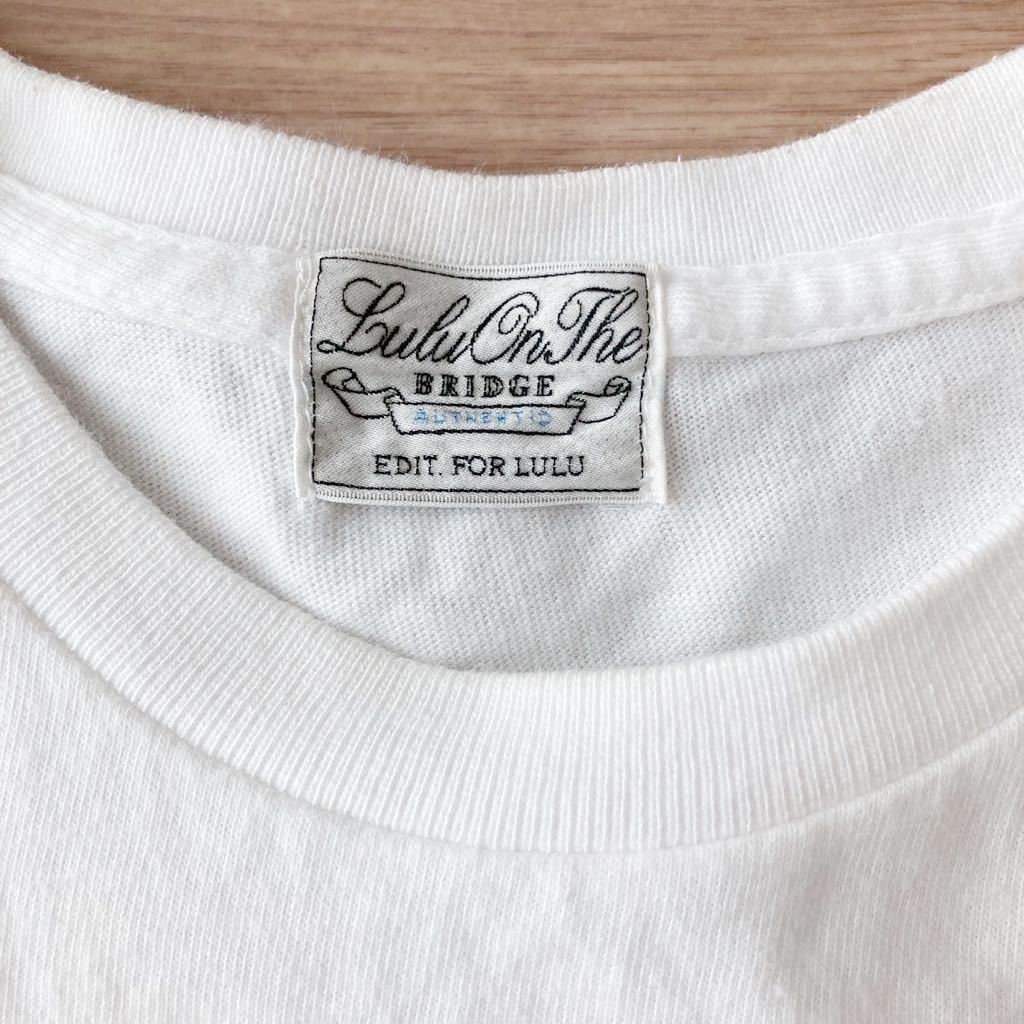 Lulu On The
BRIDGE
AUTHENTIC
EDIT. FOR LULU